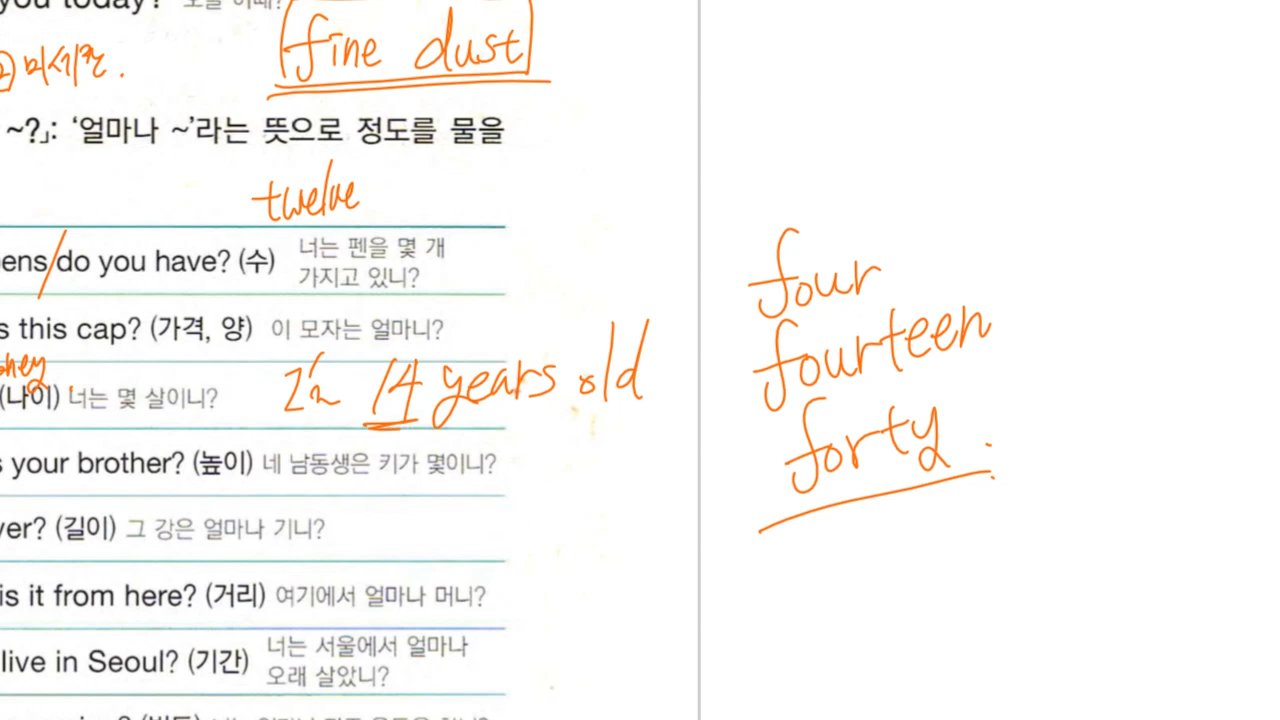 you today? 오늘 어때?
fine dust
미세먼.
~?」: ‘얼마나 ~’라는 뜻으로 정도를 물을
twelve
ens/do you have? (수) 너는 펜을 몇 개
가지고 있니?
s this cap? (가격, 양) 이 모자는 얼마니?
(나이) 너는 몇 살이니? I'm 14 years old
s your brother? (높이) 네 남동생은 키가 몇이니?
ver? (길이) 그 강은 얼마나 기니?
is it from here? (거리) 여기에서 얼마나 머니?
live in Seoul? (기간) 너는 서울에서 얼마나
오래 살았니?
four
fourteen
forty.